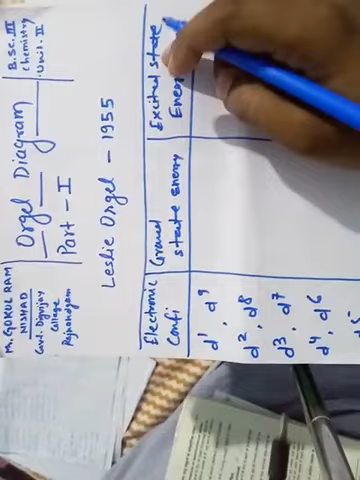 M. GOKUL RAM
NISHAD
Govt. Digvijay
College
Rajnandgaon
Orgel Diagram
Part - I
B.Sc. III
Chemistry
Unit - II
Leslie Orgel - 1955
Electronic
Confi
Ground
state energy
Excited state
Energy
d¹, d⁹
d², d⁸
d³, d⁷
d⁴, d⁶